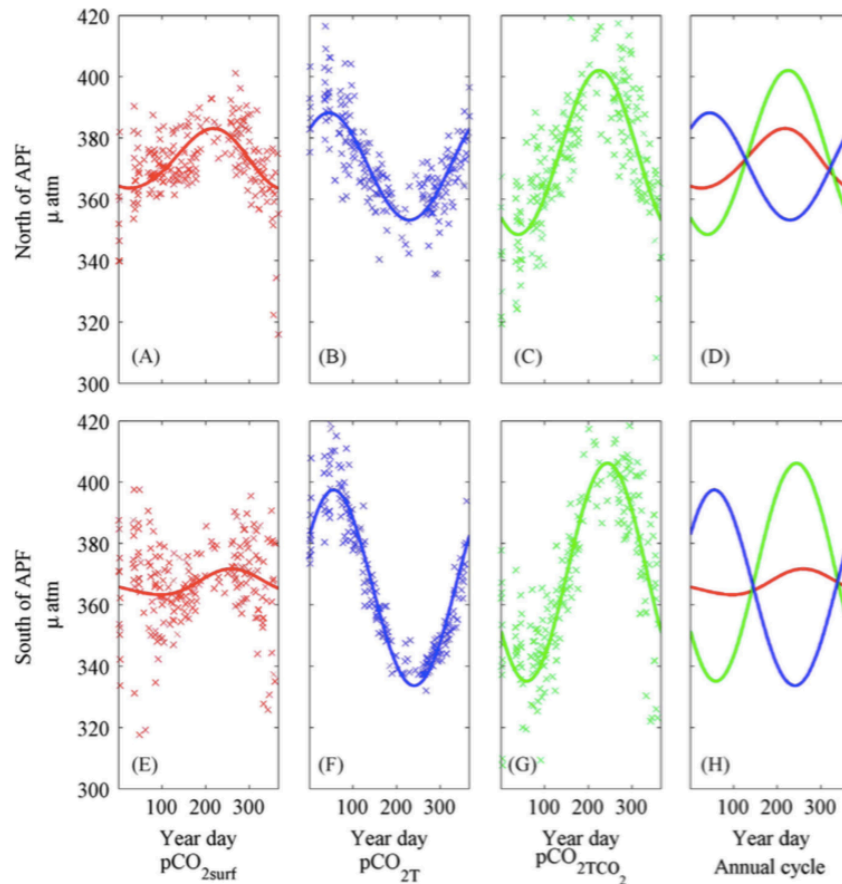 420
400
380
360
340
320
300
North of APF
μ atm
(A)
(B)
(C)
(D)
420
400
380
360
340
320
300
South of APF
μ atm
(E)
(F)
(G)
(H)
100 200 300
100 200 300
100 200 300
100 200 300
Year day
pCO2surf
Year day
pCO2T
Year day
pCO2TCO2
Year day
Annual cycle